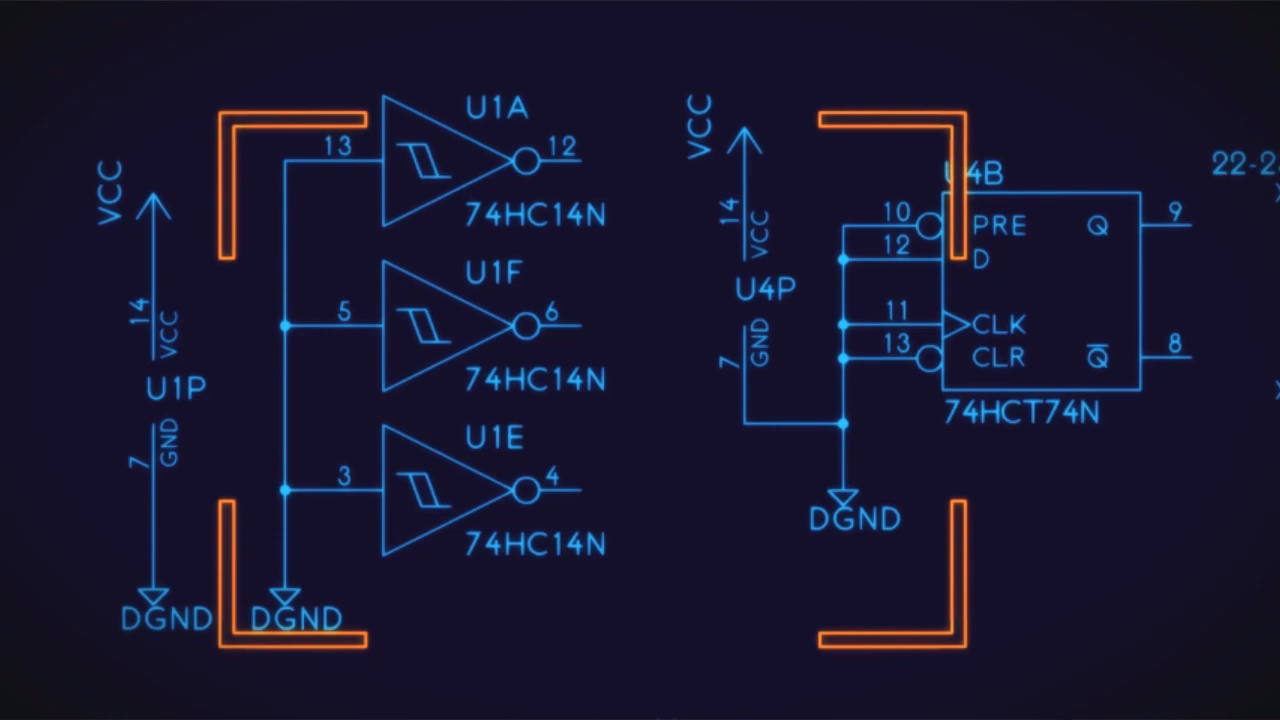 VCC
14
VCC
U1P
7
GND
DGND
DGND
U1A
13
12
74HC14N
U1F
5
6
74HC14N
U1E
3
4
74HC14N
VCC
14
VCC
U4P
7
GND
DGND
U4B
10
PRE
Q
9
12
D
11
CLK
13
CLR
Q
8
74HCT74N